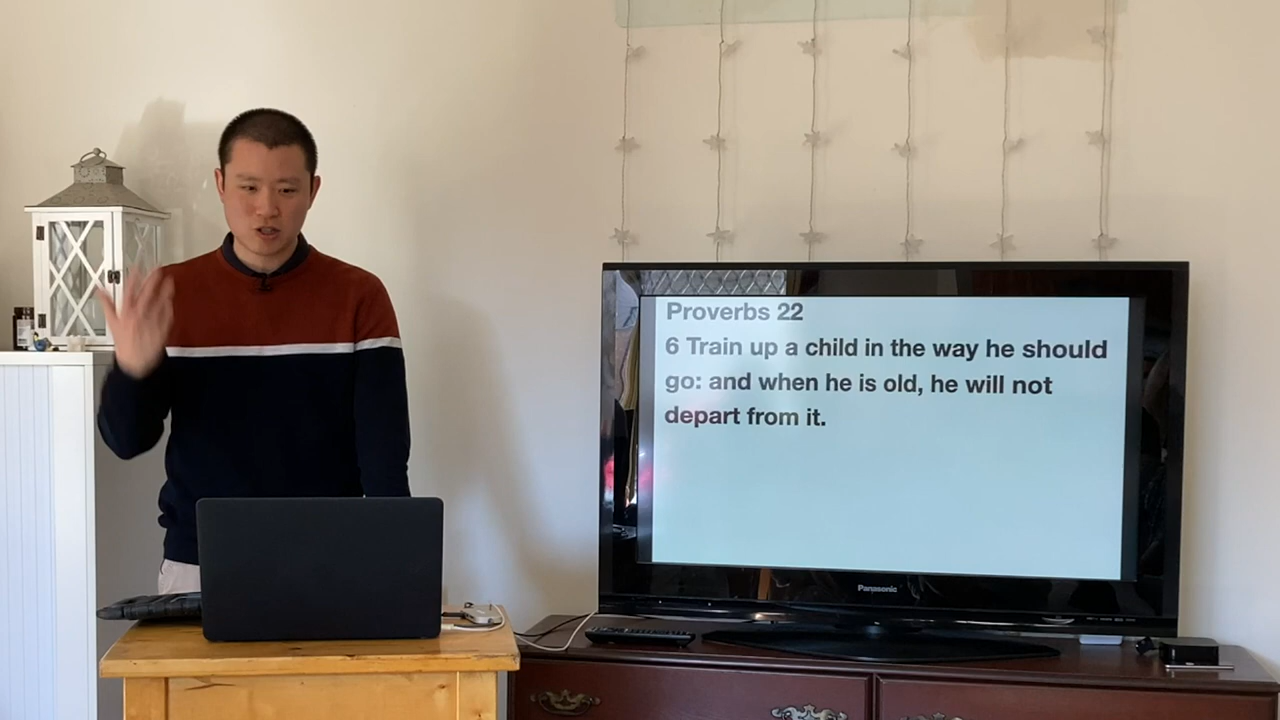 Proverbs 22
6 Train up a child in the way he should
go: and when he is old, he will not
depart from it.
Panasonic